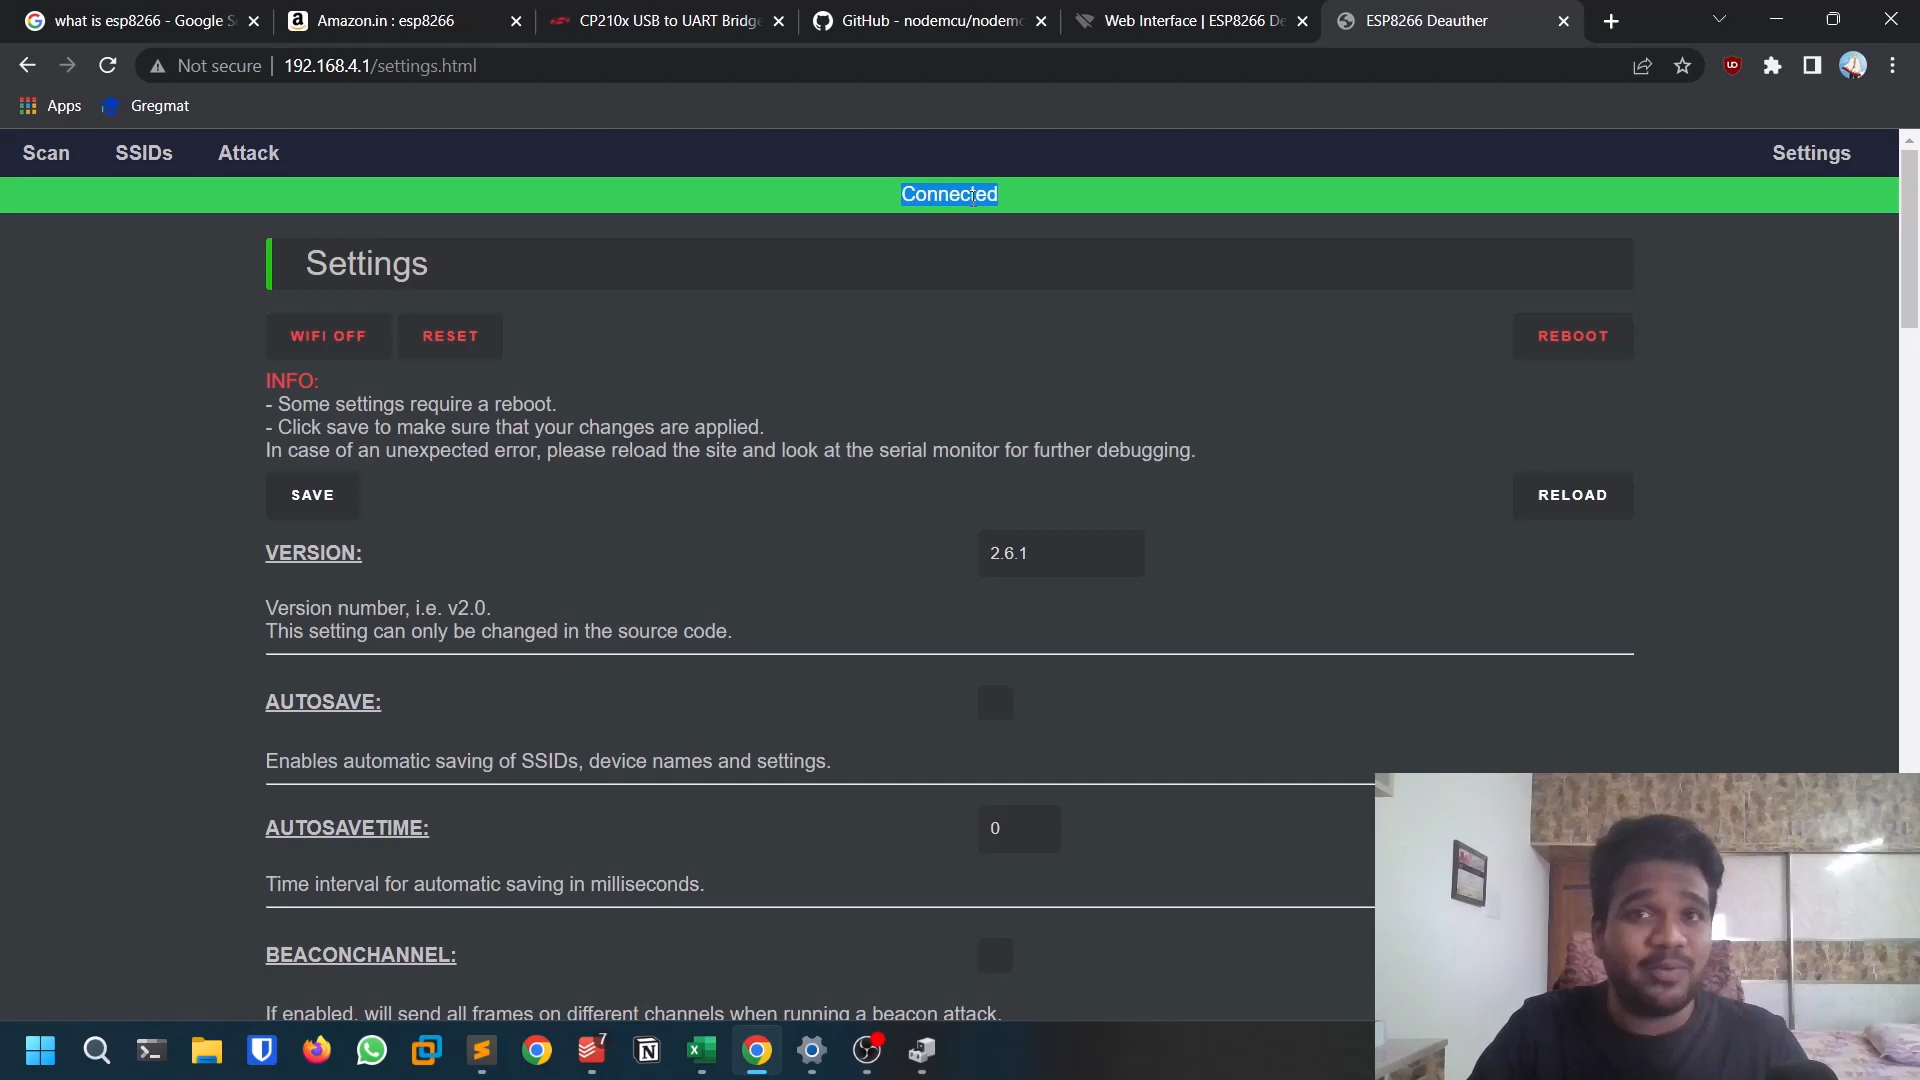 what is esp8266 - Google S
Amazon.in : esp8266
CP210x USB to UART Bridge
GitHub - nodemcu/nodemc
Web Interface | ESP8266 De
ESP8266 Deauther
Not secure
192.168.4.1/settings.html
Apps
Gregmat
Scan
SSIDs
Attack
Settings
Connected
Settings
WIFI OFF
RESET
REBOOT
INFO:
- Some settings require a reboot.
- Click save to make sure that your changes are applied.
In case of an unexpected error, please reload the site and look at the serial monitor for further debugging.
SAVE
RELOAD
VERSION:
2.6.1
Version number, i.e. v2.0.
This setting can only be changed in the source code.
AUTOSAVE:
Enables automatic saving of SSIDs, device names and settings.
AUTOSAVETIME:
0
Time interval for automatic saving in milliseconds.
BEACONCHANNEL:
If enabled, will send all frames on different channels when running a beacon attack.
7